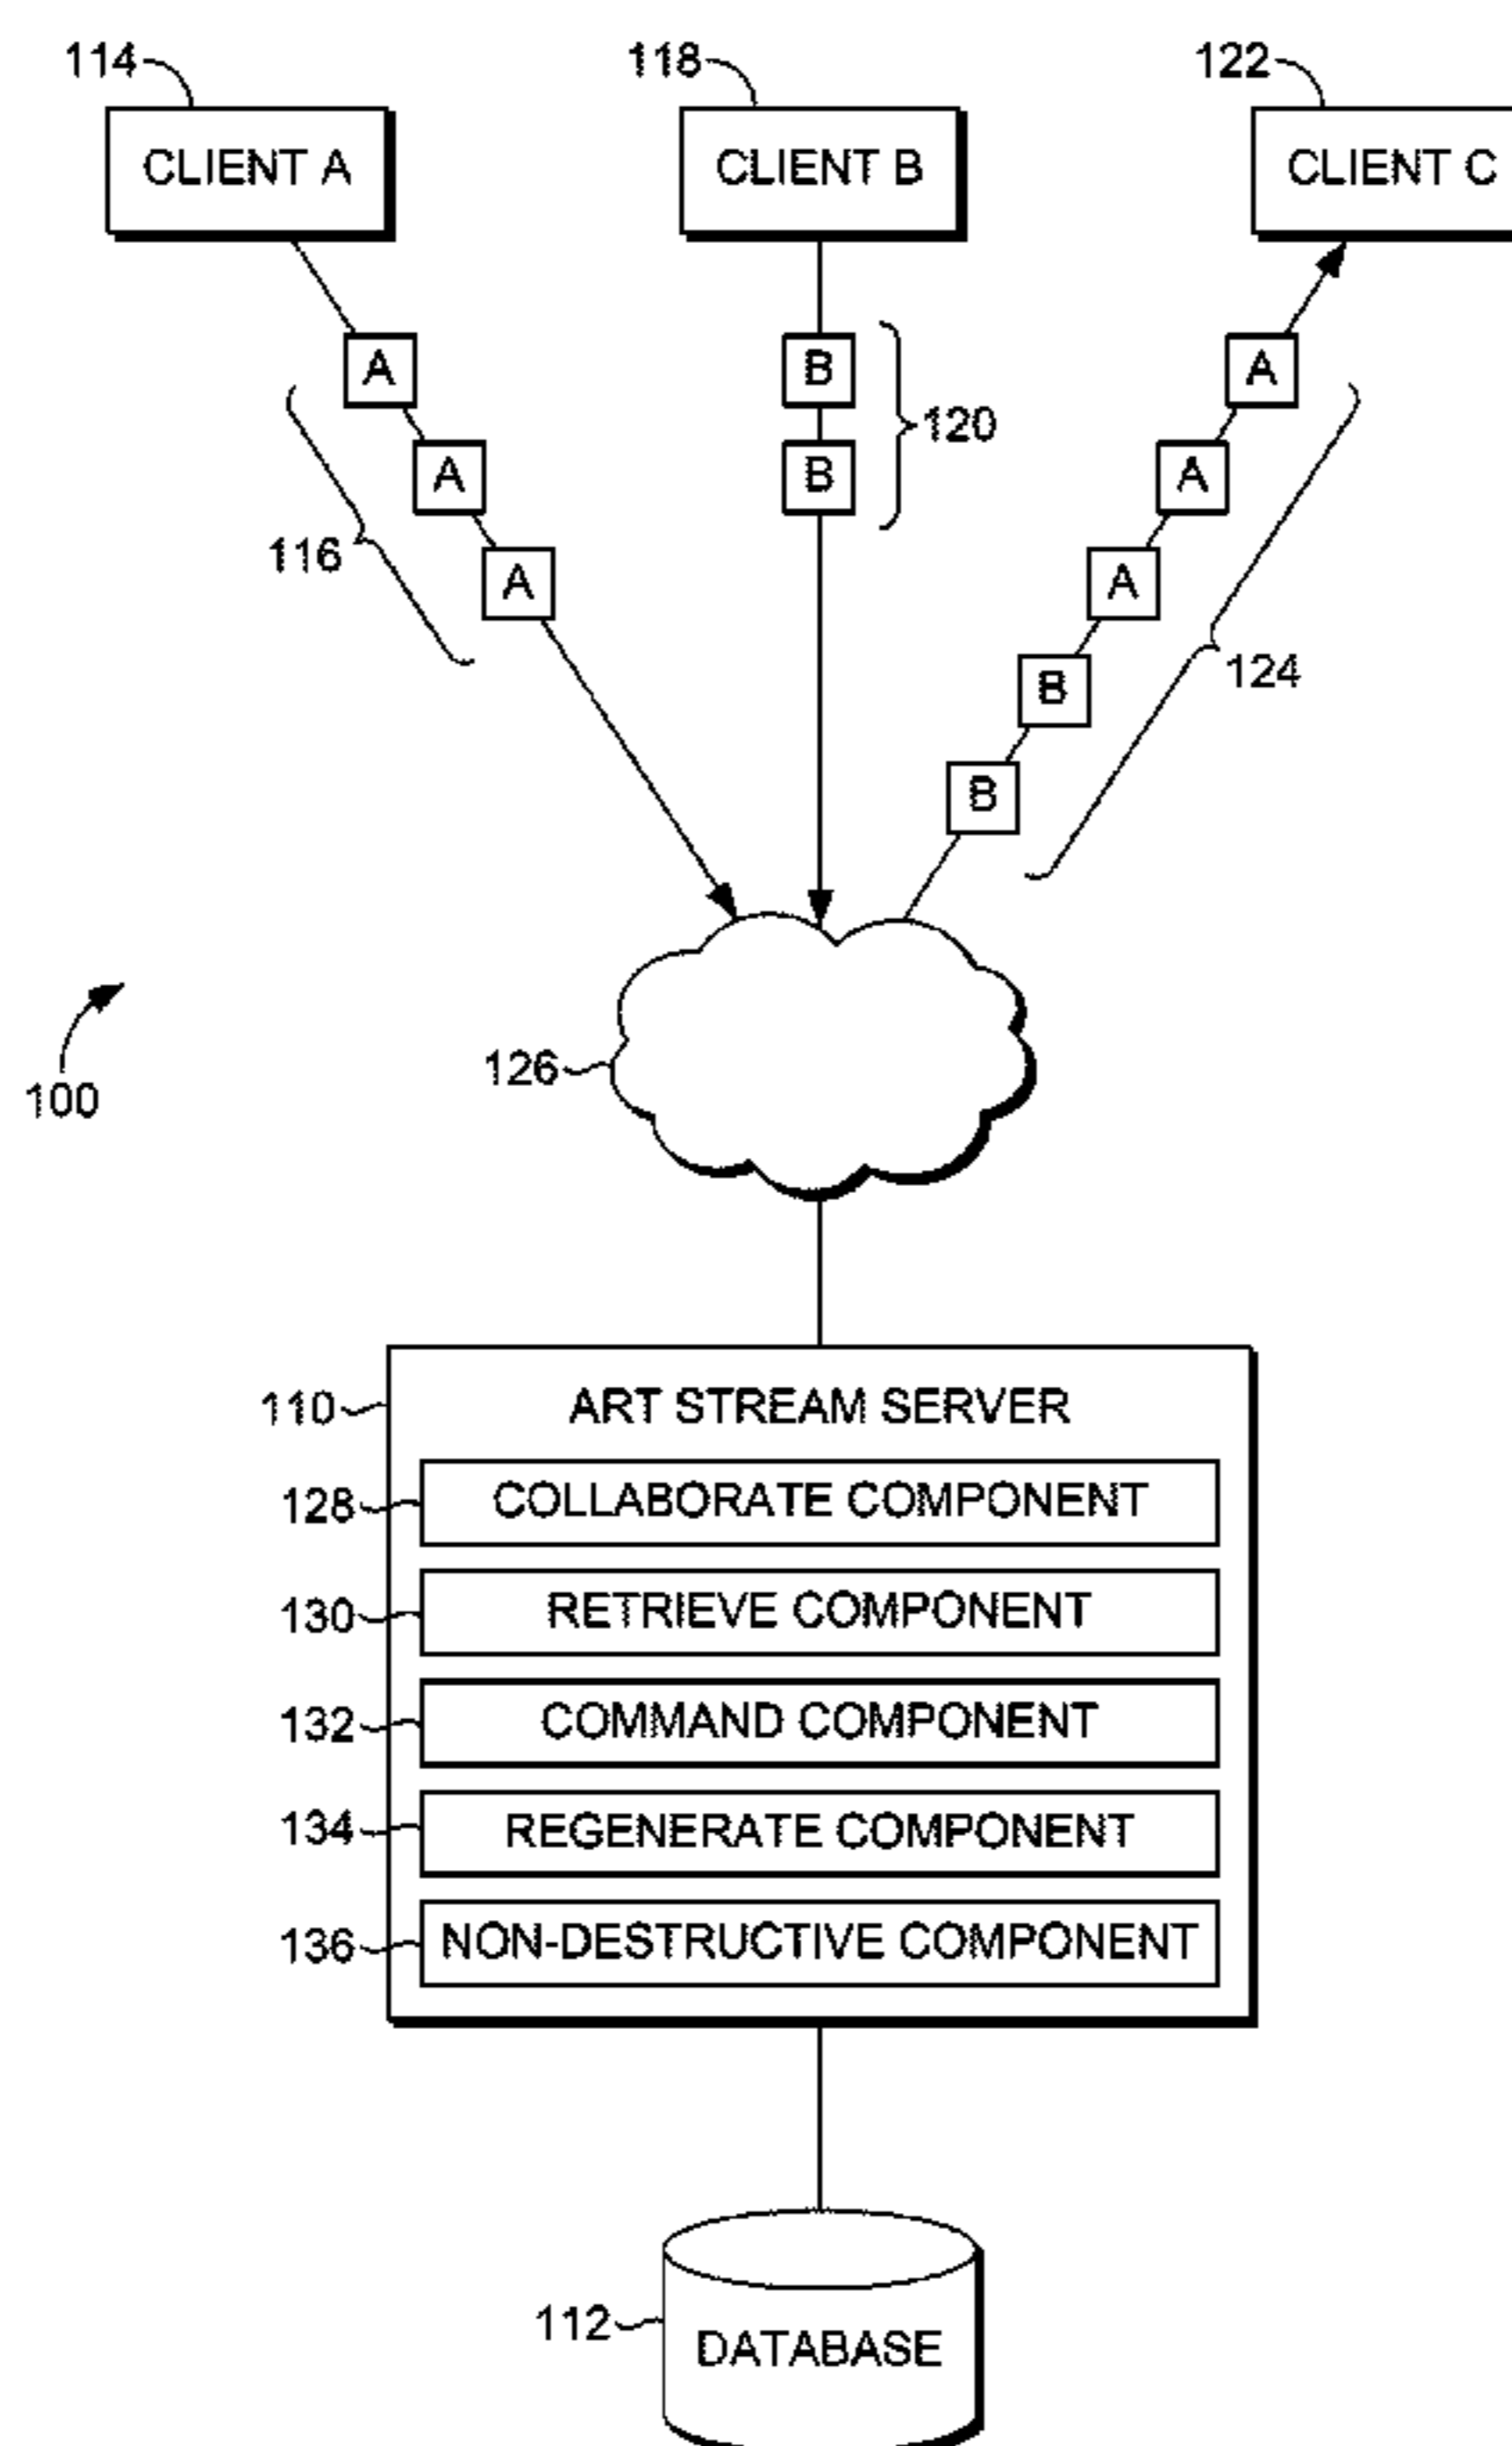 114
118
122
CLIENT A
CLIENT B
CLIENT C
A
B
A
120
A
B
A
116
A
A
B
124
B
126
100
110
ART STREAM SERVER
128
COLLABORATE COMPONENT
130
RETRIEVE COMPONENT
132
COMMAND COMPONENT
134
REGENERATE COMPONENT
136
NON-DESTRUCTIVE COMPONENT
112
DATABASE